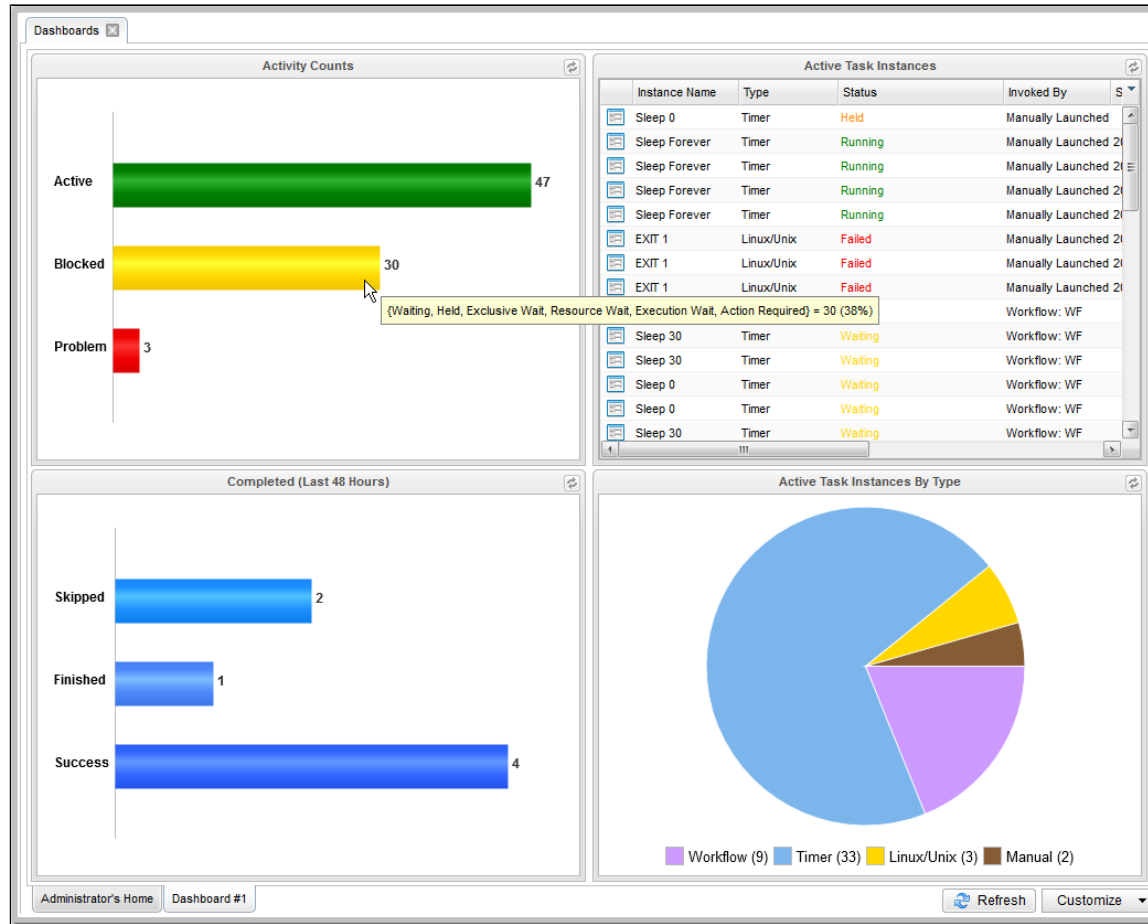 Dashboards
Activity Counts
Active 47
Blocked 30
Problem 3
{Waiting, Held, Exclusive Wait, Resource Wait, Execution Wait, Action Required} = 30 (38%)
Active Task Instances
Instance Name Type Status Invoked By S
Sleep 0 Timer Held Manually Launched
Sleep Forever Timer Running Manually Launched 20
Sleep Forever Timer Running Manually Launched 20
Sleep Forever Timer Running Manually Launched 20
Sleep Forever Timer Running Manually Launched 20
EXIT 1 Linux/Unix Failed Manually Launched 20
EXIT 1 Linux/Unix Failed Manually Launched 20
EXIT 1 Linux/Unix Failed Manually Launched 20
Workflow: WF
Sleep 30 Timer Waiting Workflow: WF
Sleep 30 Timer Waiting Workflow: WF
Sleep 0 Timer Waiting Workflow: WF
Sleep 0 Timer Waiting Workflow: WF
Sleep 30 Timer Waiting Workflow: WF
Completed (Last 48 Hours)
Skipped 2
Finished 1
Success 4
Active Task Instances By Type
Workflow (9) Timer (33) Linux/Unix (3) Manual (2)
Administrator's Home Dashboard #1
Refresh Customize